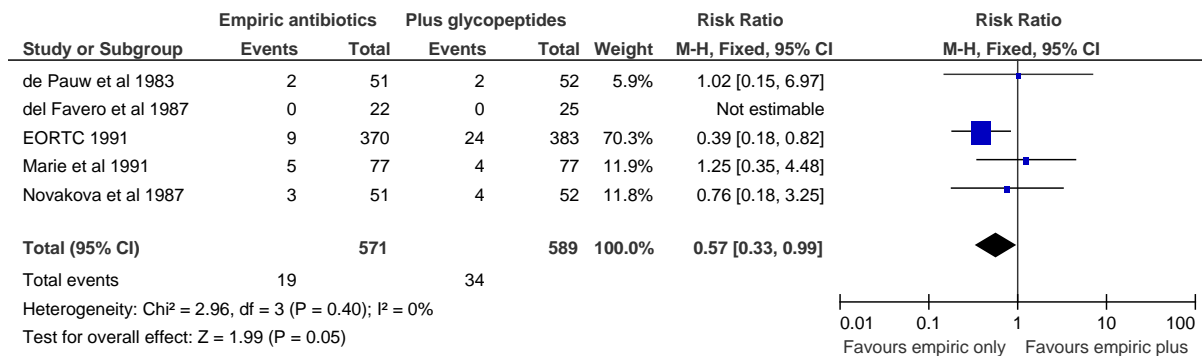 Empiric antibiotics Plus glycopeptides Risk Ratio Risk Ratio
Study or Subgroup Events Total Events Total Weight M-H, Fixed, 95% CI M-H, Fixed, 95% CI
de Pauw et al 1983 2 51 2 52 5.9% 1.02 [0.15, 6.97]
del Favero et al 1987 0 22 0 25 Not estimable
EORTC 1991 9 370 24 383 70.3% 0.39 [0.18, 0.82]
Marie et al 1991 5 77 4 77 11.9% 1.25 [0.35, 4.48]
Novakova et al 1987 3 51 4 52 11.8% 0.76 [0.18, 3.25]
Total (95% CI) 571 589 100.0% 0.57 [0.33, 0.99]
Total events 19 34
Heterogeneity: Chi² = 2.96, df = 3 (P = 0.40); I² = 0%
Test for overall effect: Z = 1.99 (P = 0.05)
0.01 0.1 1 10 100
Favours empiric only Favours empiric plus